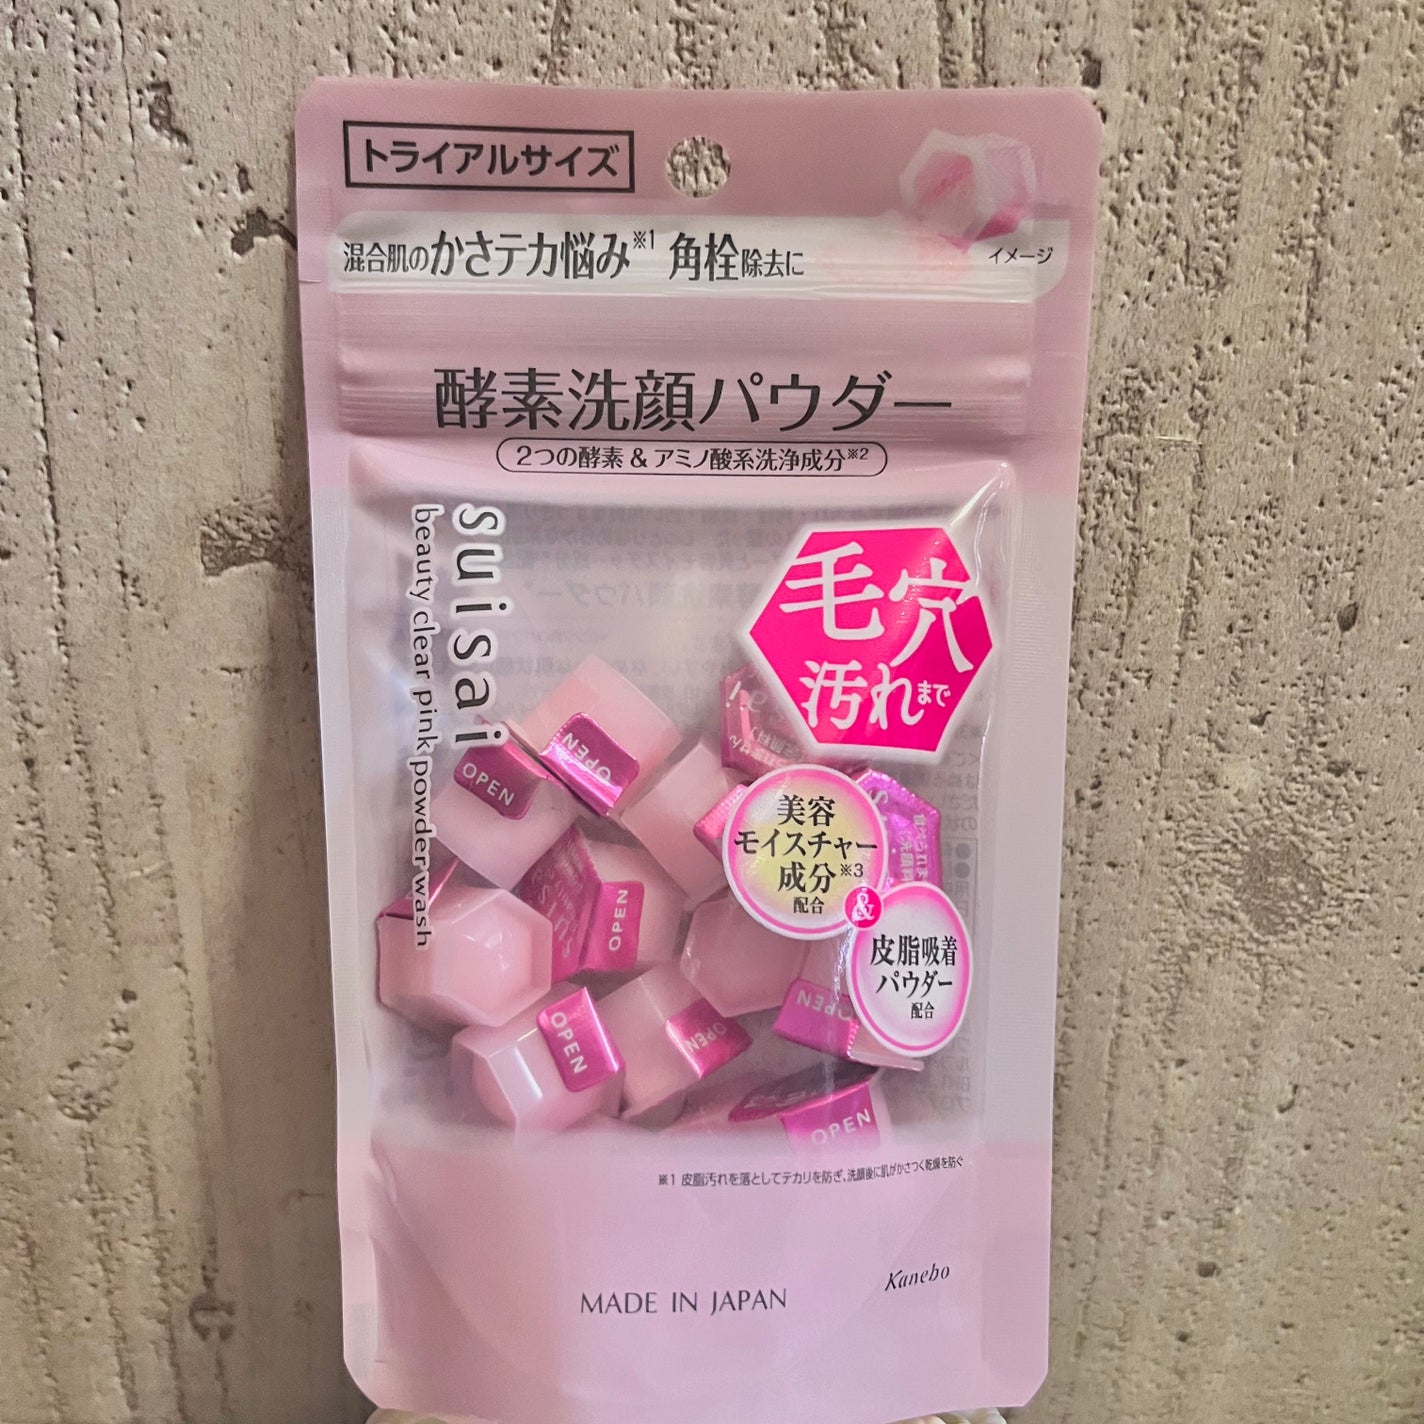 トライアルサイズ
イメージ
混合肌のかさテカ悩み※1 角栓除去に
酵素洗顔パウダー
2つの酵素 & アミノ酸系洗浄成分※2
suisai
beauty clear pink powder wash
毛穴
汚れまで
美容
モイスチャー
成分※3
配合
&
皮脂吸着
パウダー
配合
OPEN
OPEN
OPEN
OPEN
OPEN
OPEN
OPEN
※1 皮脂汚れを落としてテカリを防ぎ、洗顔後に肌がかさつく乾燥を防ぐ
MADE IN JAPAN
Kanebo